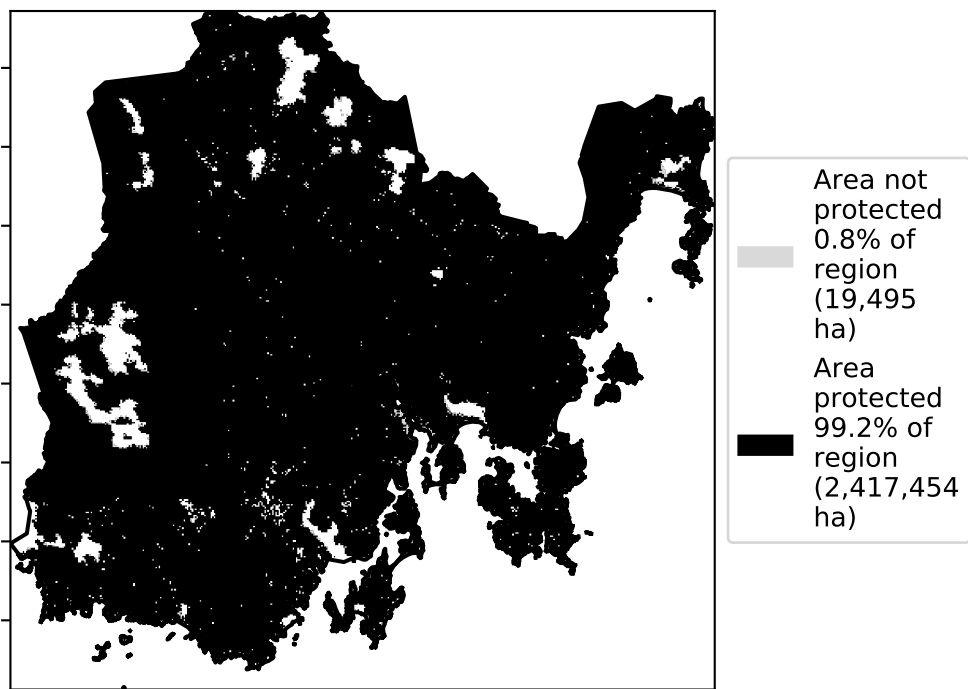 Area not
protected
0.8% of
region
(19,495
ha)
Area
protected
99.2% of
region
(2,417,454
ha)